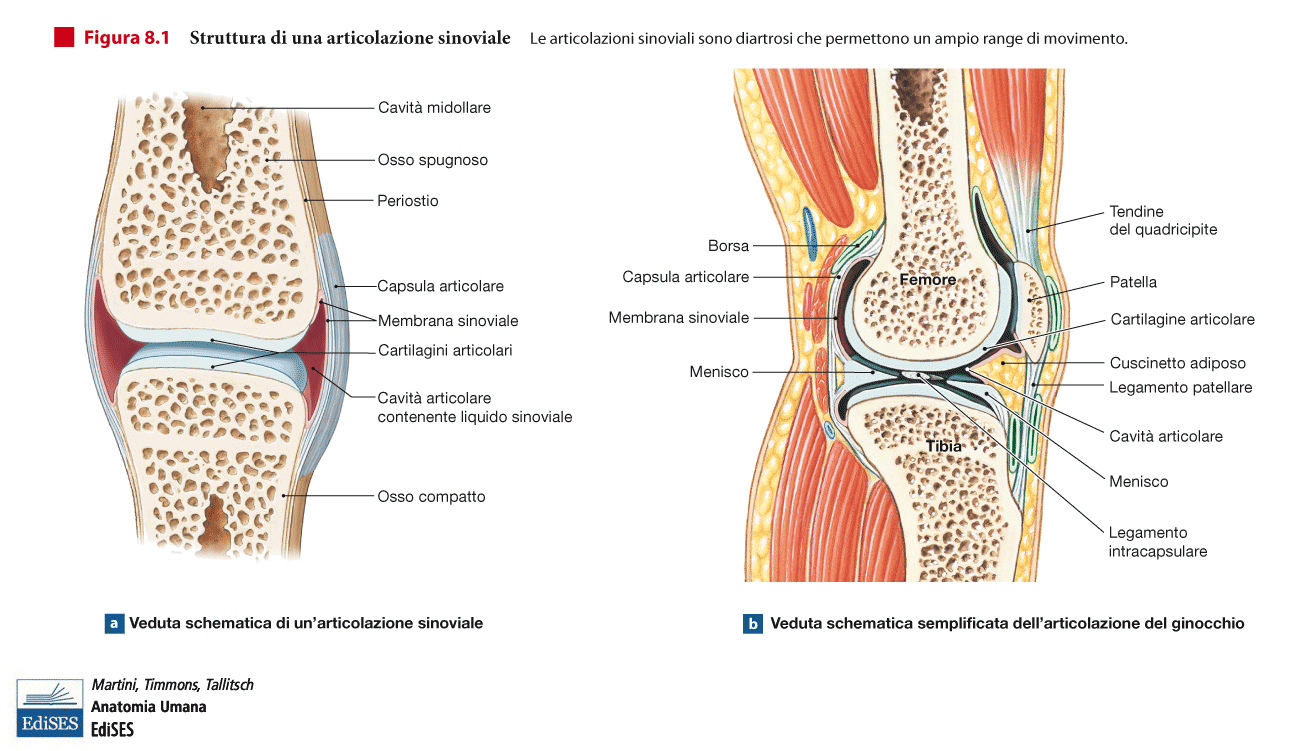 Figura 8.1 Struttura di una articolazione sinoviale Le articolazioni sinoviali sono diartrosi che permettono un ampio range di movimento.
Cavità midollare
Osso spugnoso
Periostio
Capsula articolare
Membrana sinoviale
Cartilagini articolari
Cavità articolare
contenente liquido sinoviale
Osso compatto
a Veduta schematica di un'articolazione sinoviale
Borsa
Capsula articolare
Membrana sinoviale
Menisco
Femore
Tibia
Tendine
del quadricipite
Patella
Cartilagine articolare
Cuscinetto adiposo
Legamento patellare
Cavità articolare
Menisco
Legamento
intracapsulare
b Veduta schematica semplificata dell'articolazione del ginocchio
EdiSES
Martini, Timmons, Tallitsch
Anatomia Umana
EdiSES